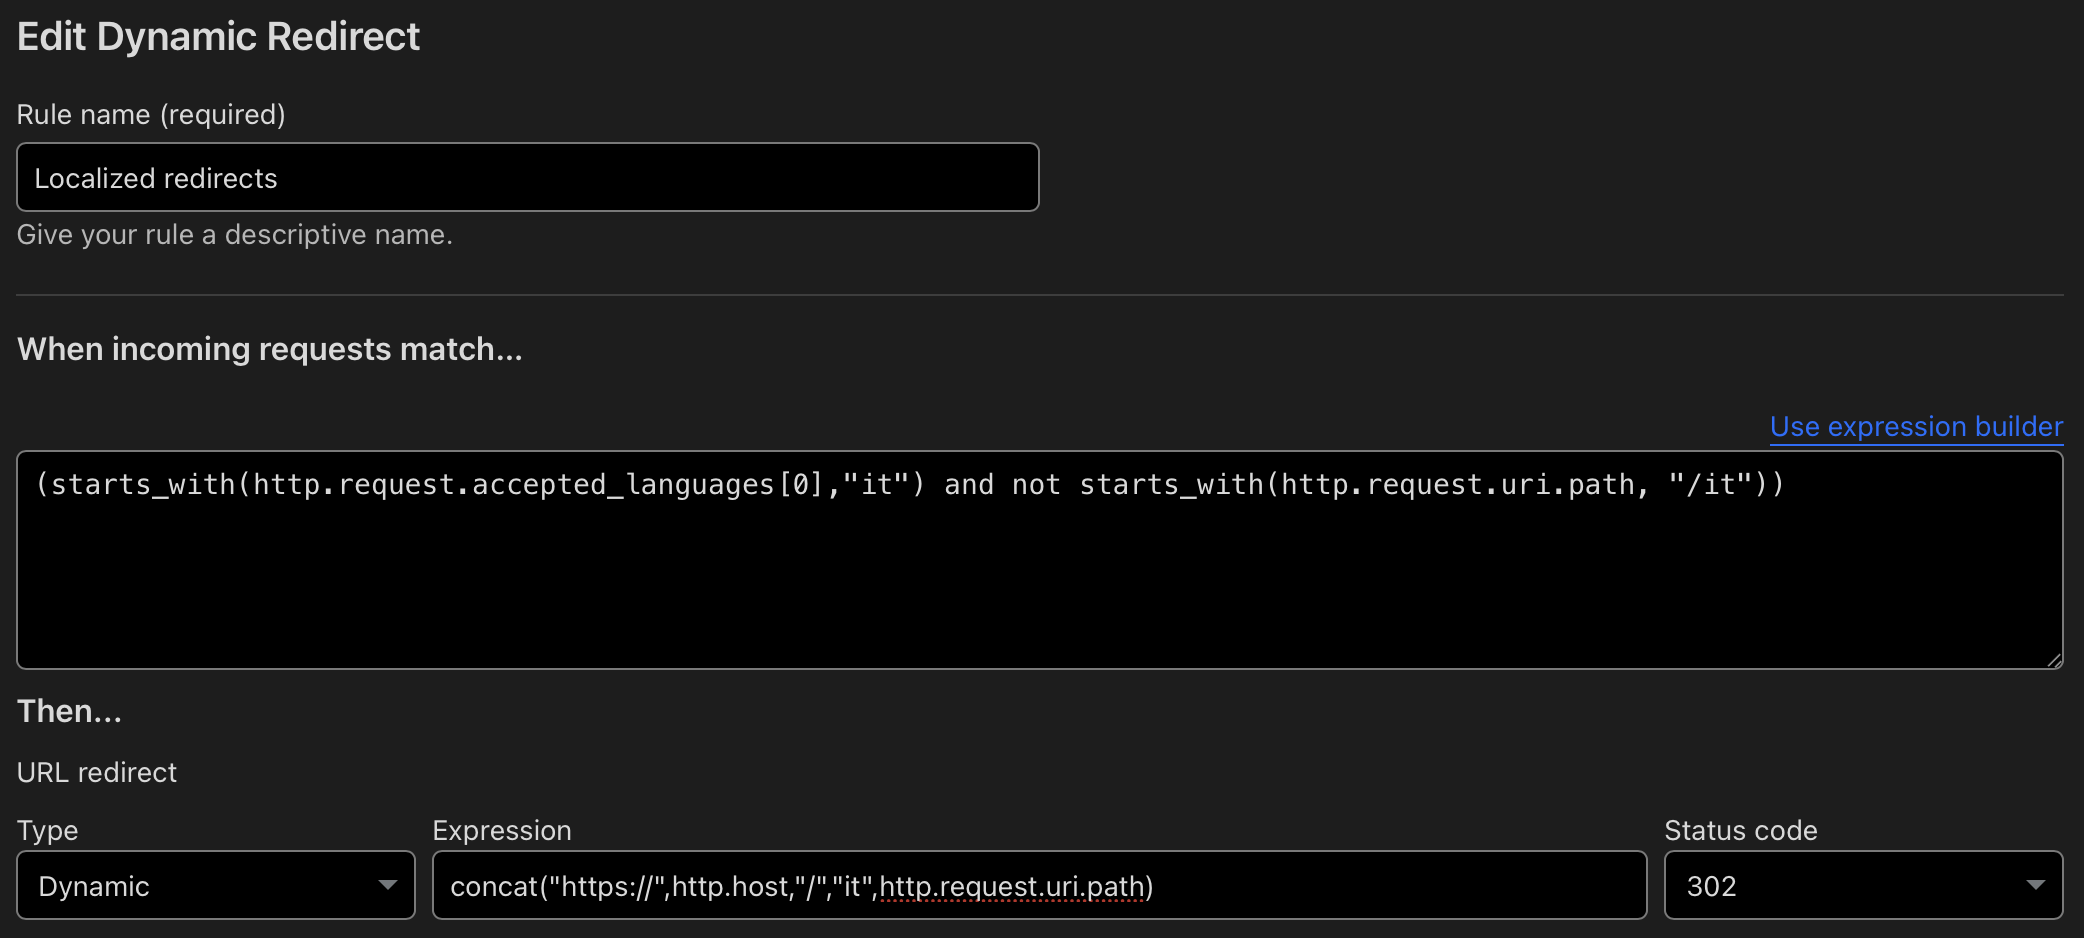 Edit Dynamic Redirect
Rule name (required)
Localized redirects
Give your rule a descriptive name.
When incoming requests match...
Use expression builder
(starts_with(http.request.accepted_languages[0],"it") and not starts_with(http.request.uri.path, "/it"))
Then...
URL redirect
Type Expression Status code
Dynamic concat("https://",http.host,"/","it",http.request.uri.path) 302